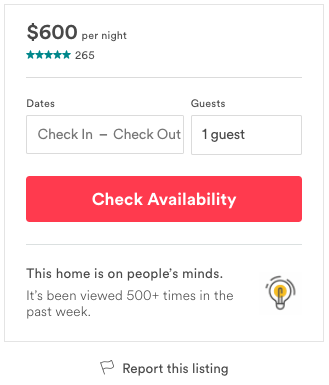 $600 per night
265
Dates Guests
Check In – Check Out 1 guest
Check Availability
This home is on people's minds.
It's been viewed 500+ times in the
past week.
Report this listing